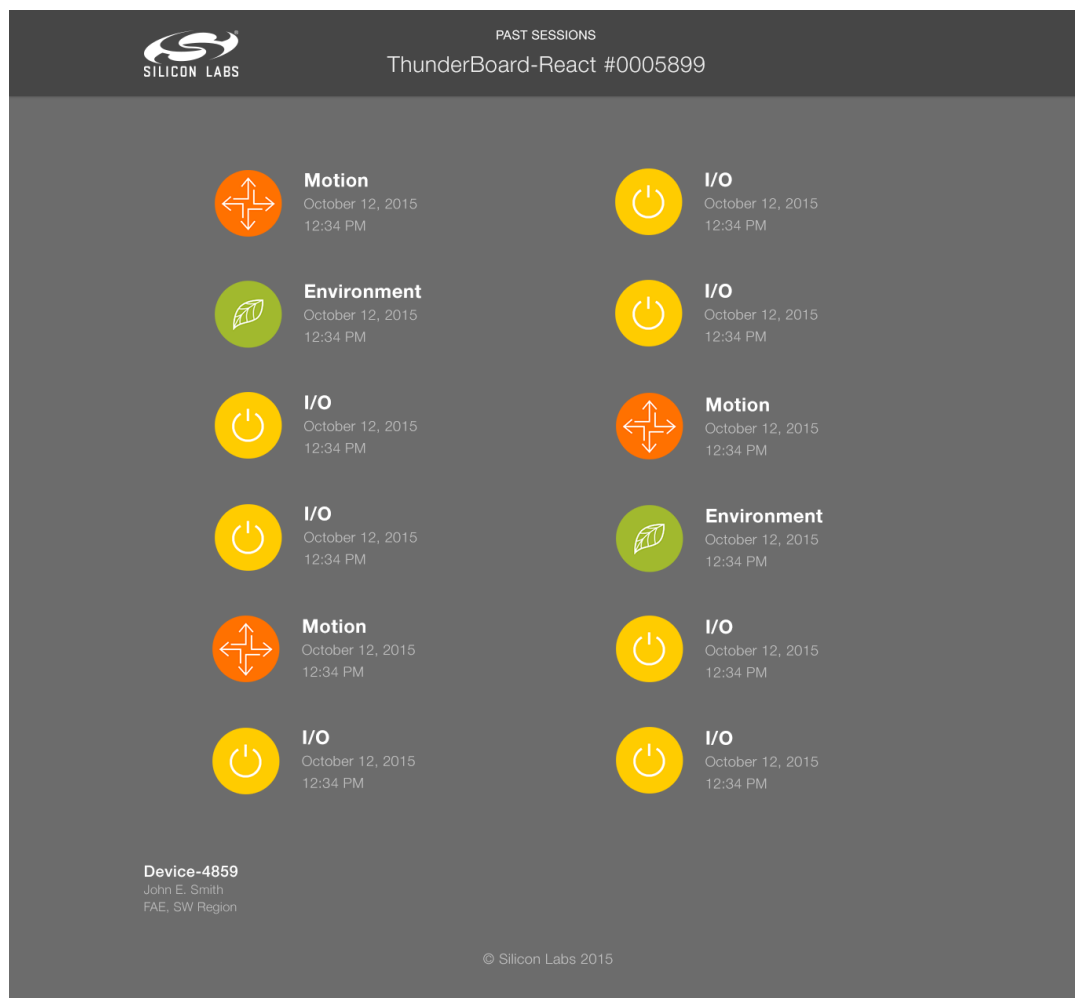 SILICON LABS
PAST SESSIONS
ThunderBoard-React #0005899
Motion
October 12, 2015
12:34 PM
I/O
October 12, 2015
12:34 PM
Environment
October 12, 2015
12:34 PM
I/O
October 12, 2015
12:34 PM
I/O
October 12, 2015
12:34 PM
Motion
October 12, 2015
12:34 PM
I/O
October 12, 2015
12:34 PM
Environment
October 12, 2015
12:34 PM
Motion
October 12, 2015
12:34 PM
I/O
October 12, 2015
12:34 PM
I/O
October 12, 2015
12:34 PM
I/O
October 12, 2015
12:34 PM
Device-4859
John E. Smith
FAE, SW Region
© Silicon Labs 2015